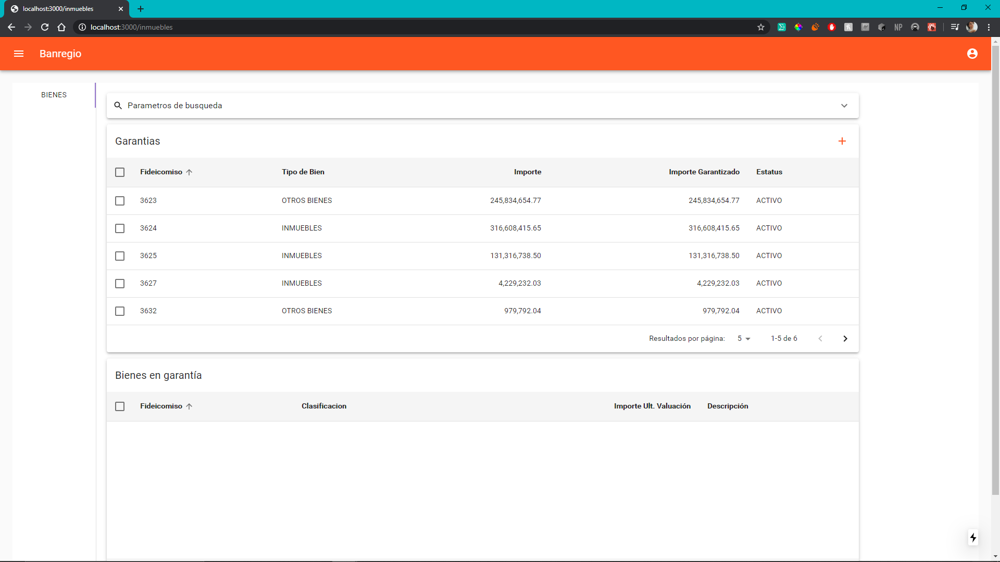 localhost:3000/inmuebles
localhost:3000/inmuebles
NP
Banregio
BIENES
Parametros de busqueda
Garantias
Fideicomiso Tipo de Bien Importe Importe Garantizado Estatus
3623 OTROS BIENES 245,834,654.77 245,834,654.77 ACTIVO
3624 INMUEBLES 316,608,415.65 316,608,415.65 ACTIVO
3625 INMUEBLES 131,316,738.50 131,316,738.50 ACTIVO
3627 INMUEBLES 4,229,232.03 4,229,232.03 ACTIVO
3632 OTROS BIENES 979,792.04 979,792.04 ACTIVO
Resultados por página: 5 1-5 de 6
Bienes en garantía
Fideicomiso Clasificacion Importe Ult. Valuación Descripción